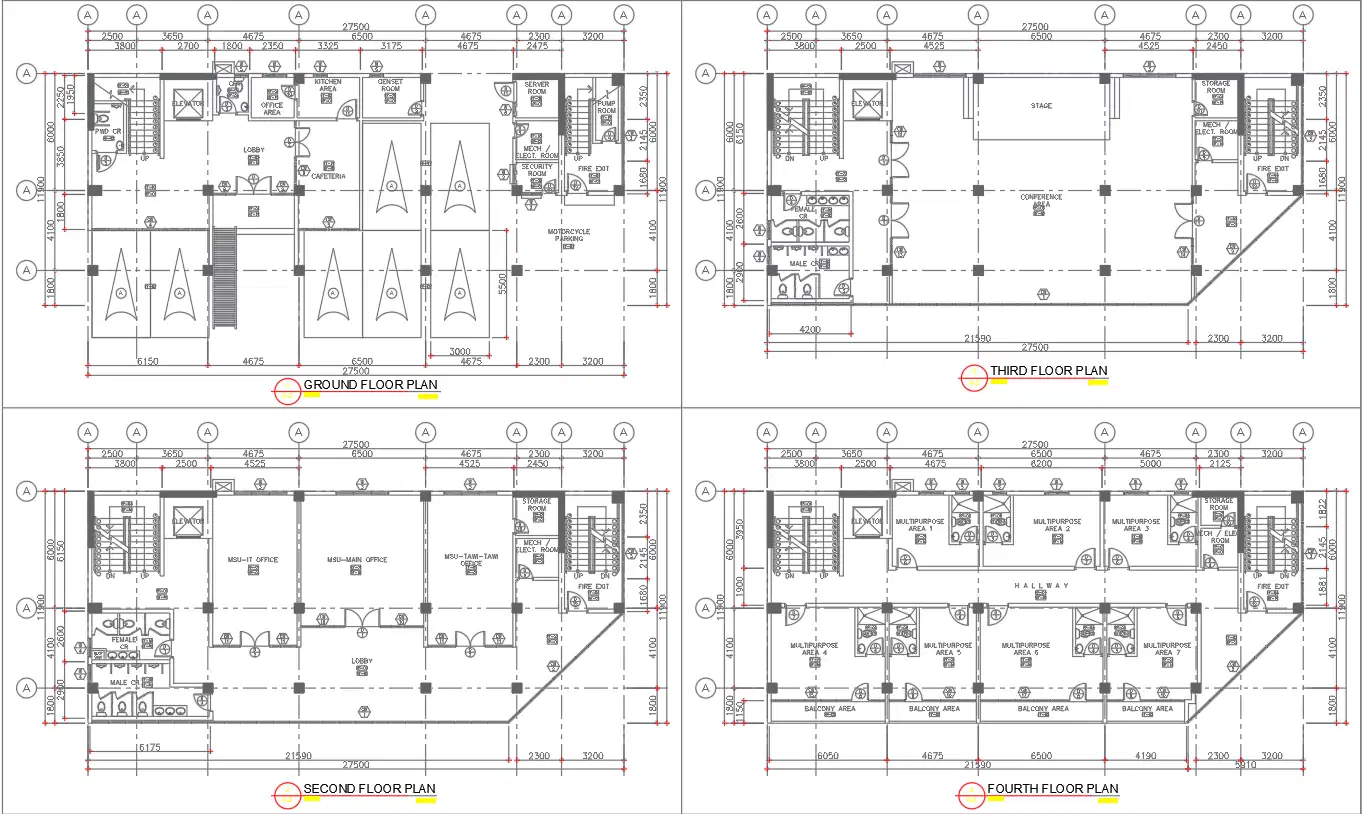 A A A A A A A A
27500
2500 3650 4675 6500 4675 2300 3200
3800 2700 1800 2350 3325 3175 4675 2475
A
A
A
2250
1950
6000
3850
11900
1800
4100
1800
PWD CR
UP
ELEVATOR
LOBBY
OFFICE
AREA
KITCHEN
AREA
GENSET
ROOM
CAFETERIA
SERVER
ROOM
MECH /
ELECT. ROOM
SECURITY
ROOM
PUMP
ROOM
UP
FIRE EXIT
MOTORCYCLE
PARKING
A A A A A A A
2350
2145
6000
1680
11900
4100
1800
5500
3000
6150 4675 6500 4675 2300 3200
27500
GROUND FLOOR PLAN
A A A A A A A A
27500
2500 3650 4675 6500 4675 2300 3200
3800 2500 4525 4525 2450
A
A
A
6000
6150
11900
2600
4100
2900
1800
DN UP
ELEVATOR
STAGE
CONFERENCE
AREA
FEMALE
CR
MALE CR
STORAGE
ROOM
MECH /
ELECT. ROOM
UP DN
FIRE EXIT
2350
2145
6000
1680
11900
4100
1800
4200
21590 2300 3200
27500
THIRD FLOOR PLAN
A A A A A A A A
27500
2500 3650 4675 6500 4675 2300 3200
3800 2500 4525 4525 2450
A
A
A
6000
6150
11900
2600
4100
2900
1800
DN UP
ELEVATOR
MSU-IT OFFICE
MSU-MAIN OFFICE
MSU-TAWI-TAWI
OFFICE
STORAGE
ROOM
MECH /
ELECT. ROOM
UP DN
FIRE EXIT
FEMALE
CR
MALE CR
LOBBY
2350
2145
6000
1680
11900
4100
1800
6175
21590 2300 3200
27500
SECOND FLOOR PLAN
A A A A A A A A
27500
2500 3650 4675 6500 4675 2300 3200
3800 2500 4675 6200 5000 2125
A
A
A
3950
6000
1900
11900
4100
1800
1150
DN UP
ELEVATOR
MULTIPURPOSE
AREA 1
MULTIPURPOSE
AREA 2
MULTIPURPOSE
AREA 3
STORAGE
ROOM
MECH / ELEC
ROOM
UP DN
FIRE EXIT
HALLWAY
MULTIPURPOSE
AREA 4
MULTIPURPOSE
AREA 5
MULTIPURPOSE
AREA 6
MULTIPURPOSE
AREA 7
BALCONY AREA BALCONY AREA BALCONY AREA BALCONY AREA
1822
2145
6000
1881
11900
4100
1800
6050 4675 6500 4190 2300 3200
21590 5910
27500
FOURTH FLOOR PLAN